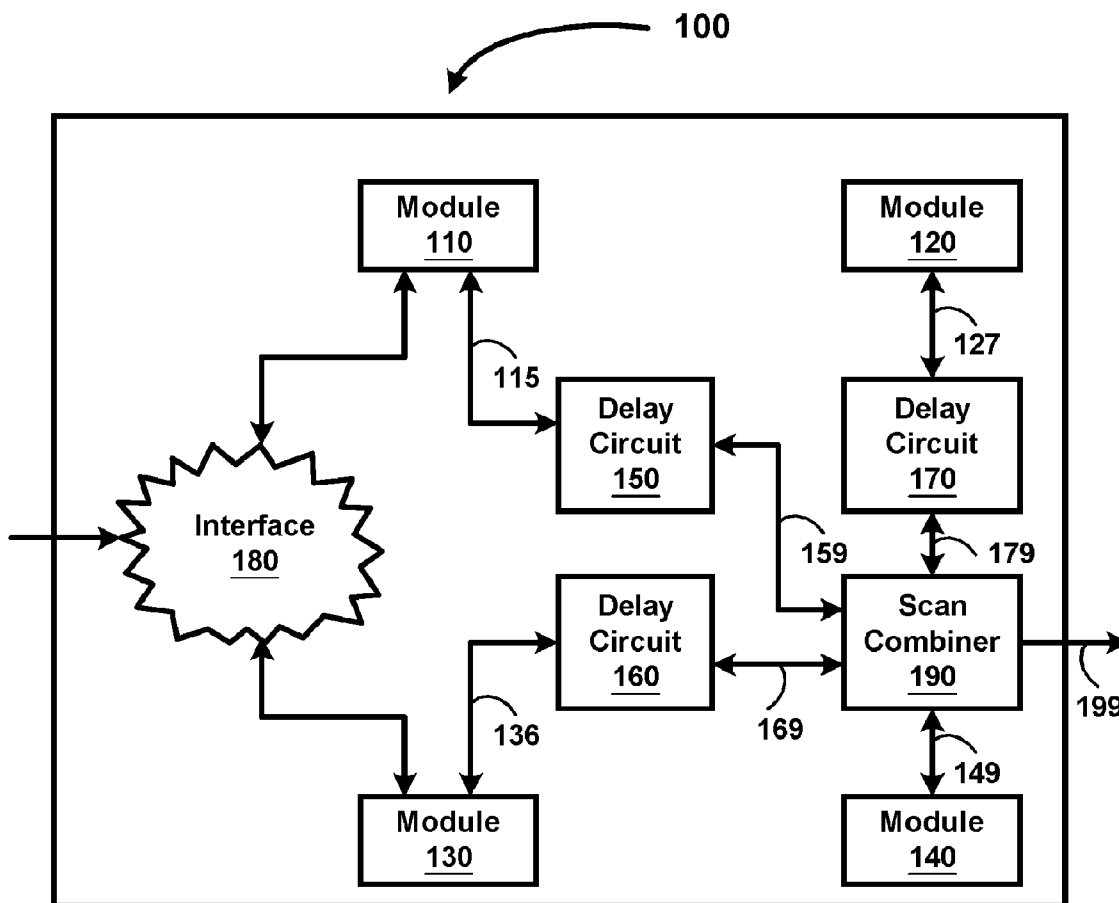 100
Module
110
Module
120
115
127
Delay
Circuit
150
Delay
Circuit
170
Interface
180
159
179
Delay
Circuit
160
Scan
Combiner
190
136
169
199
149
Module
130
Module
140